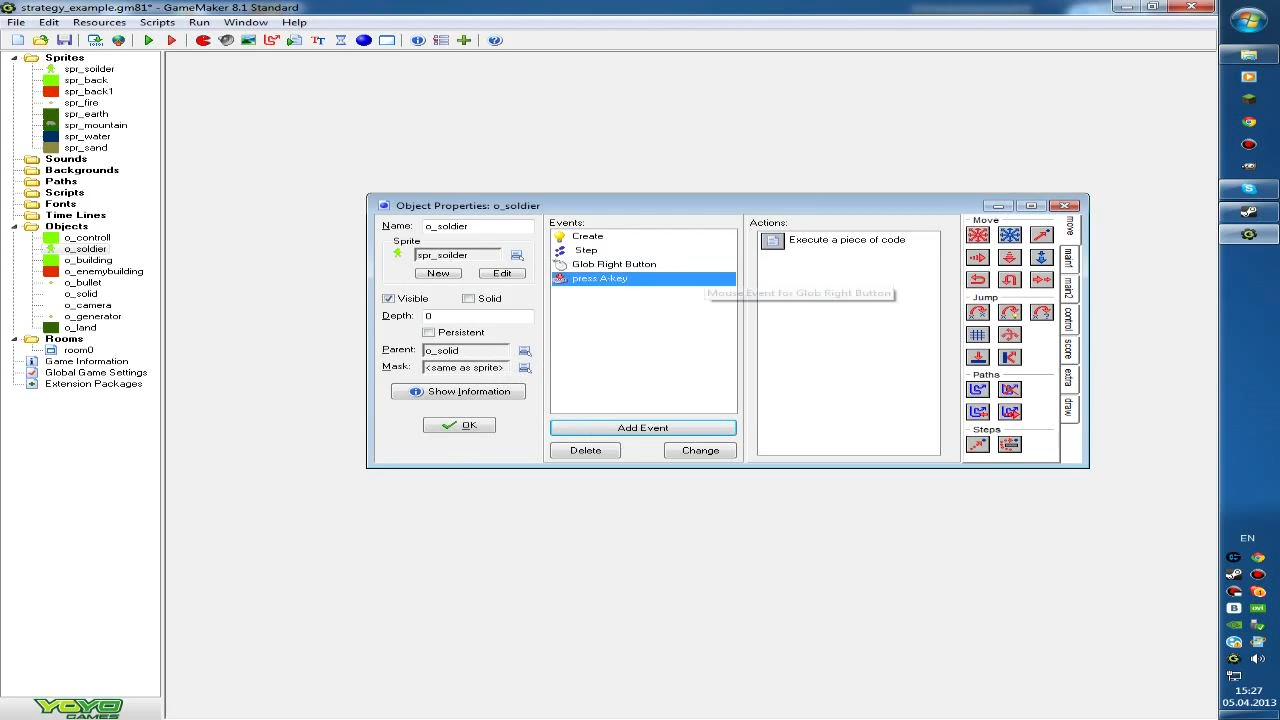 strategy_example.gm81* - GameMaker 8.1 Standard
File Edit Resources Scripts Run Window Help
Sprites
spr_soilder
spr_back
spr_back1
spr_fire
spr_earth
spr_mountain
spr_water
spr_sand
Sounds
Backgrounds
Paths
Scripts
Fonts
Time Lines
Objects
o_controll
o_soldier
o_building
o_enemybuilding
o_bullet
o_solid
o_camera
o_generator
o_land
Rooms
room0
Game Information
Global Game Settings
Extension Packages
YOYO
GAMES
Object Properties: o_soldier
Name: o_soldier
Sprite
spr_soilder
New Edit
Visible Solid
Depth: 0
Persistent
Parent: o_solid
Mask: <same as sprite>
Show Information
OK
Events:
Create
Step
Glob Right Button
press A-key
Mouse Event for Glob Right Button
Add Event
Delete Change
Actions:
Execute a piece of code
Move
Jump
Paths
Steps
move
main1
main2
control
score
extra
draw
EN
15:27
05.04.2013